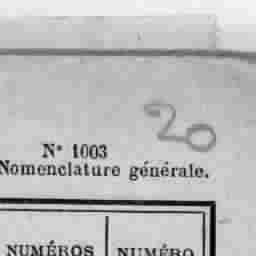 20
N° 1003
Nomenclature générale.
NUMÉROS NUMÉRO